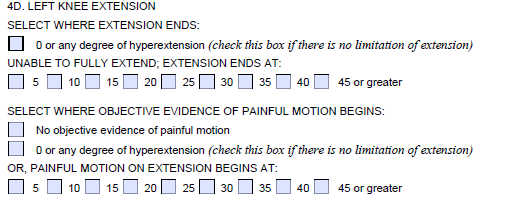 4D. LEFT KNEE EXTENSION
SELECT WHERE EXTENSION ENDS:
0 or any degree of hyperextension (check this box if there is no limitation of extension)
UNABLE TO FULLY EXTEND; EXTENSION ENDS AT:
5 10 15 20 25 30 35 40 45 or greater
SELECT WHERE OBJECTIVE EVIDENCE OF PAINFUL MOTION BEGINS:
No objective evidence of painful motion
0 or any degree of hyperextension (check this box if there is no limitation of extension)
OR, PAINFUL MOTION ON EXTENSION BEGINS AT:
5 10 15 20 25 30 35 40 45 or greater